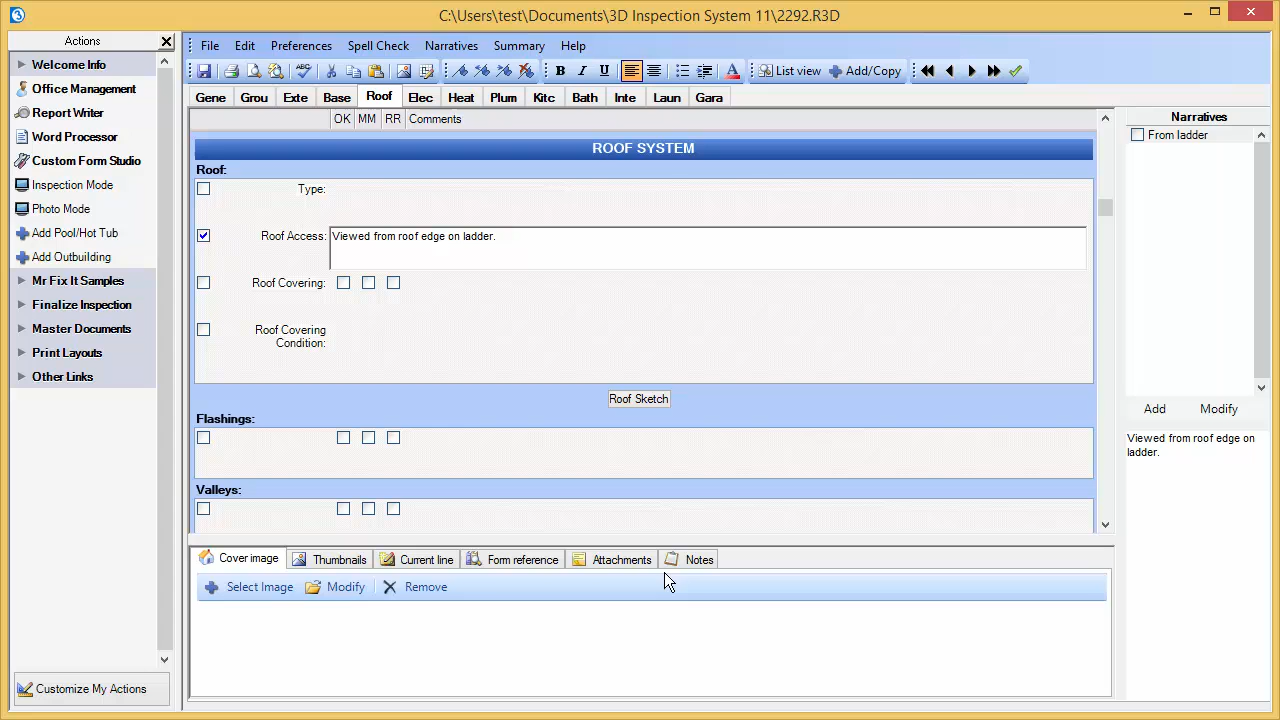 C:\Users\test\Documents\3D Inspection System 11\2292.R3D
Actions
Welcome Info
Office Management
Report Writer
Word Processor
Custom Form Studio
Inspection Mode
Photo Mode
Add Pool/Hot Tub
Add Outbuilding
Mr Fix It Samples
Finalize Inspection
Master Documents
Print Layouts
Other Links
Customize My Actions
File Edit Preferences Spell Check Narratives Summary Help
B I U A List view Add/Copy
Gene Grou Exte Base Roof Elec Heat Plum Kitc Bath Inte Laun Gara
OK MM RR Comments
ROOF SYSTEM
Roof:
Type:
Roof Access: Viewed from roof edge on ladder.
Roof Covering:
Roof Covering
Condition:
Roof Sketch
Flashings:
Valleys:
Cover image Thumbnails Current line Form reference Attachments Notes
Select Image Modify Remove
Narratives
From ladder
Add Modify
Viewed from roof edge on
ladder.